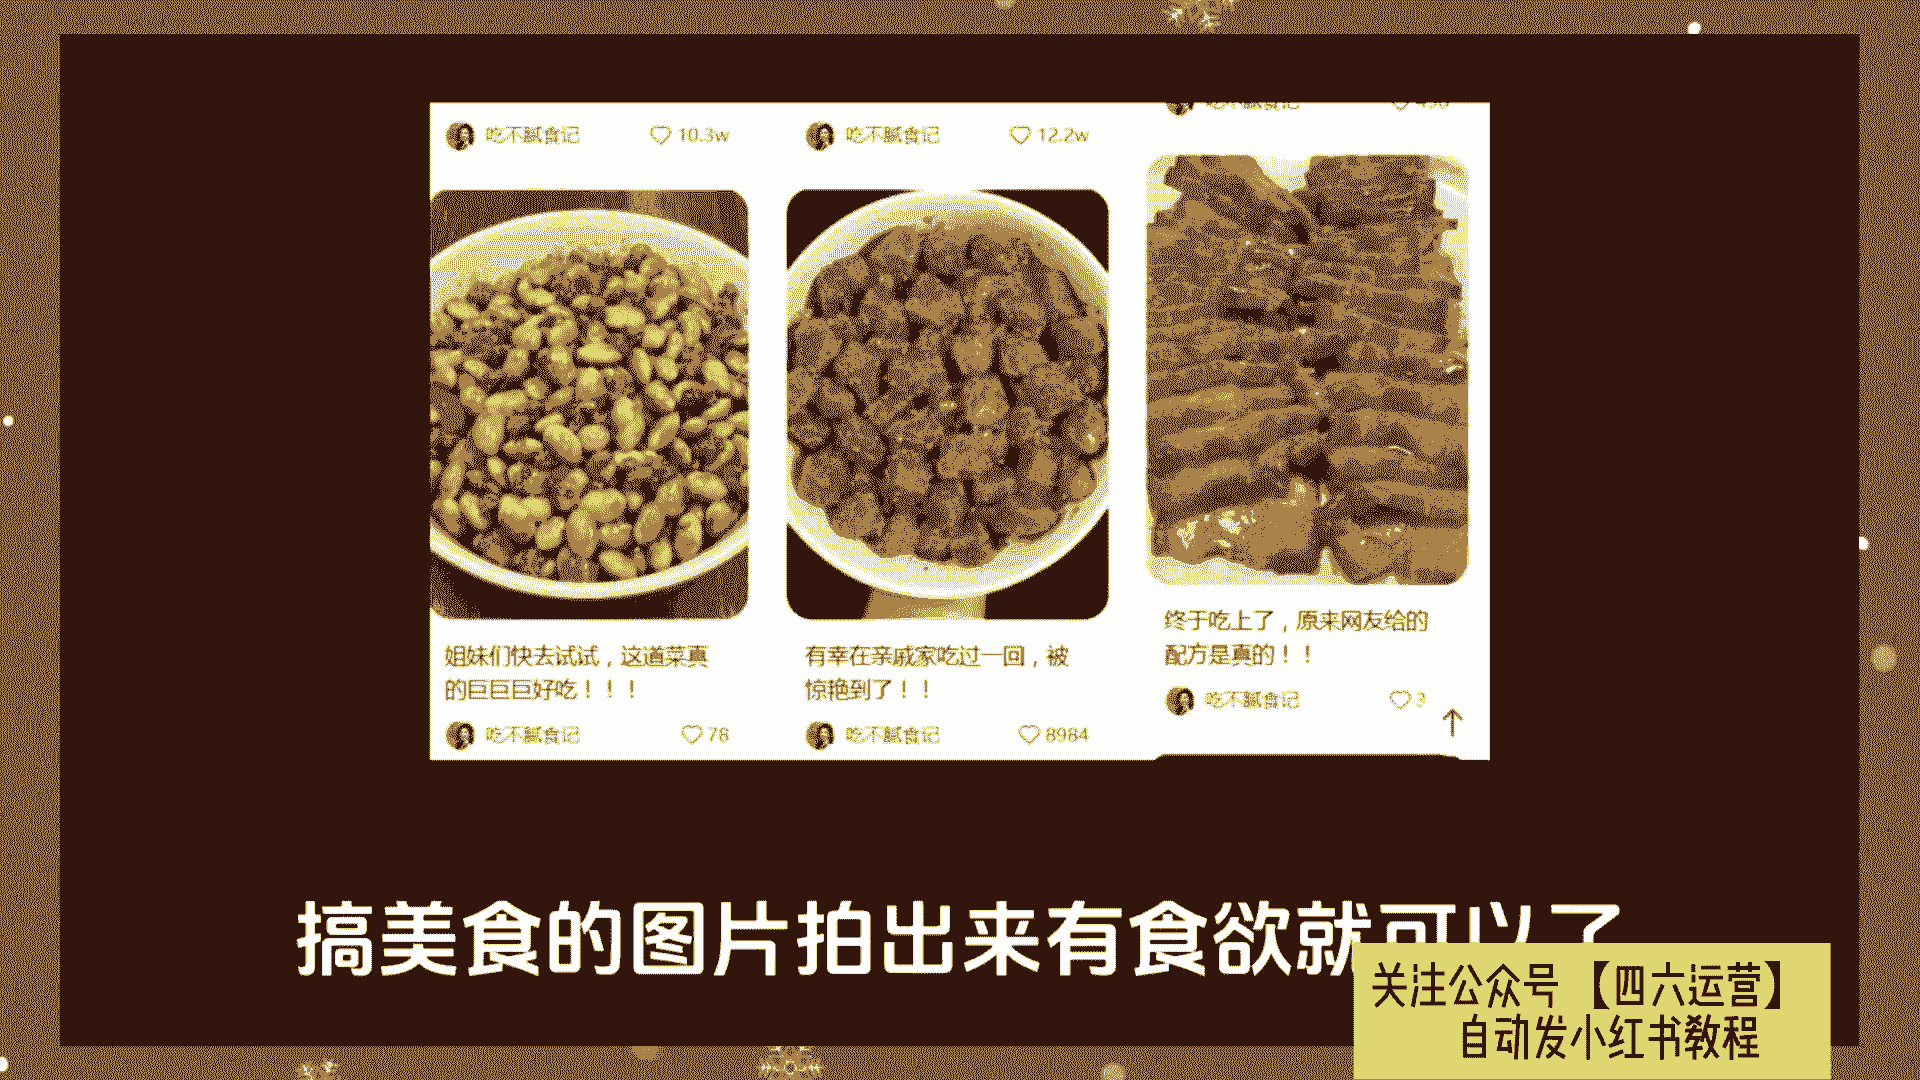 吃不腻食记 10.3w
吃不腻食记 12.2w
姐妹们快去试试，这道菜真
的巨巨巨好吃！！！
吃不腻食记 78
有幸在亲戚家吃过一回，被
惊艳到了！！
吃不腻食记 8984
终于吃上了，原来网友给的
配方是真的！！
吃不腻食记 3
搞美食的图片拍出来有食欲就可以了
关注公众号【四六运营】
自动发小红书教程